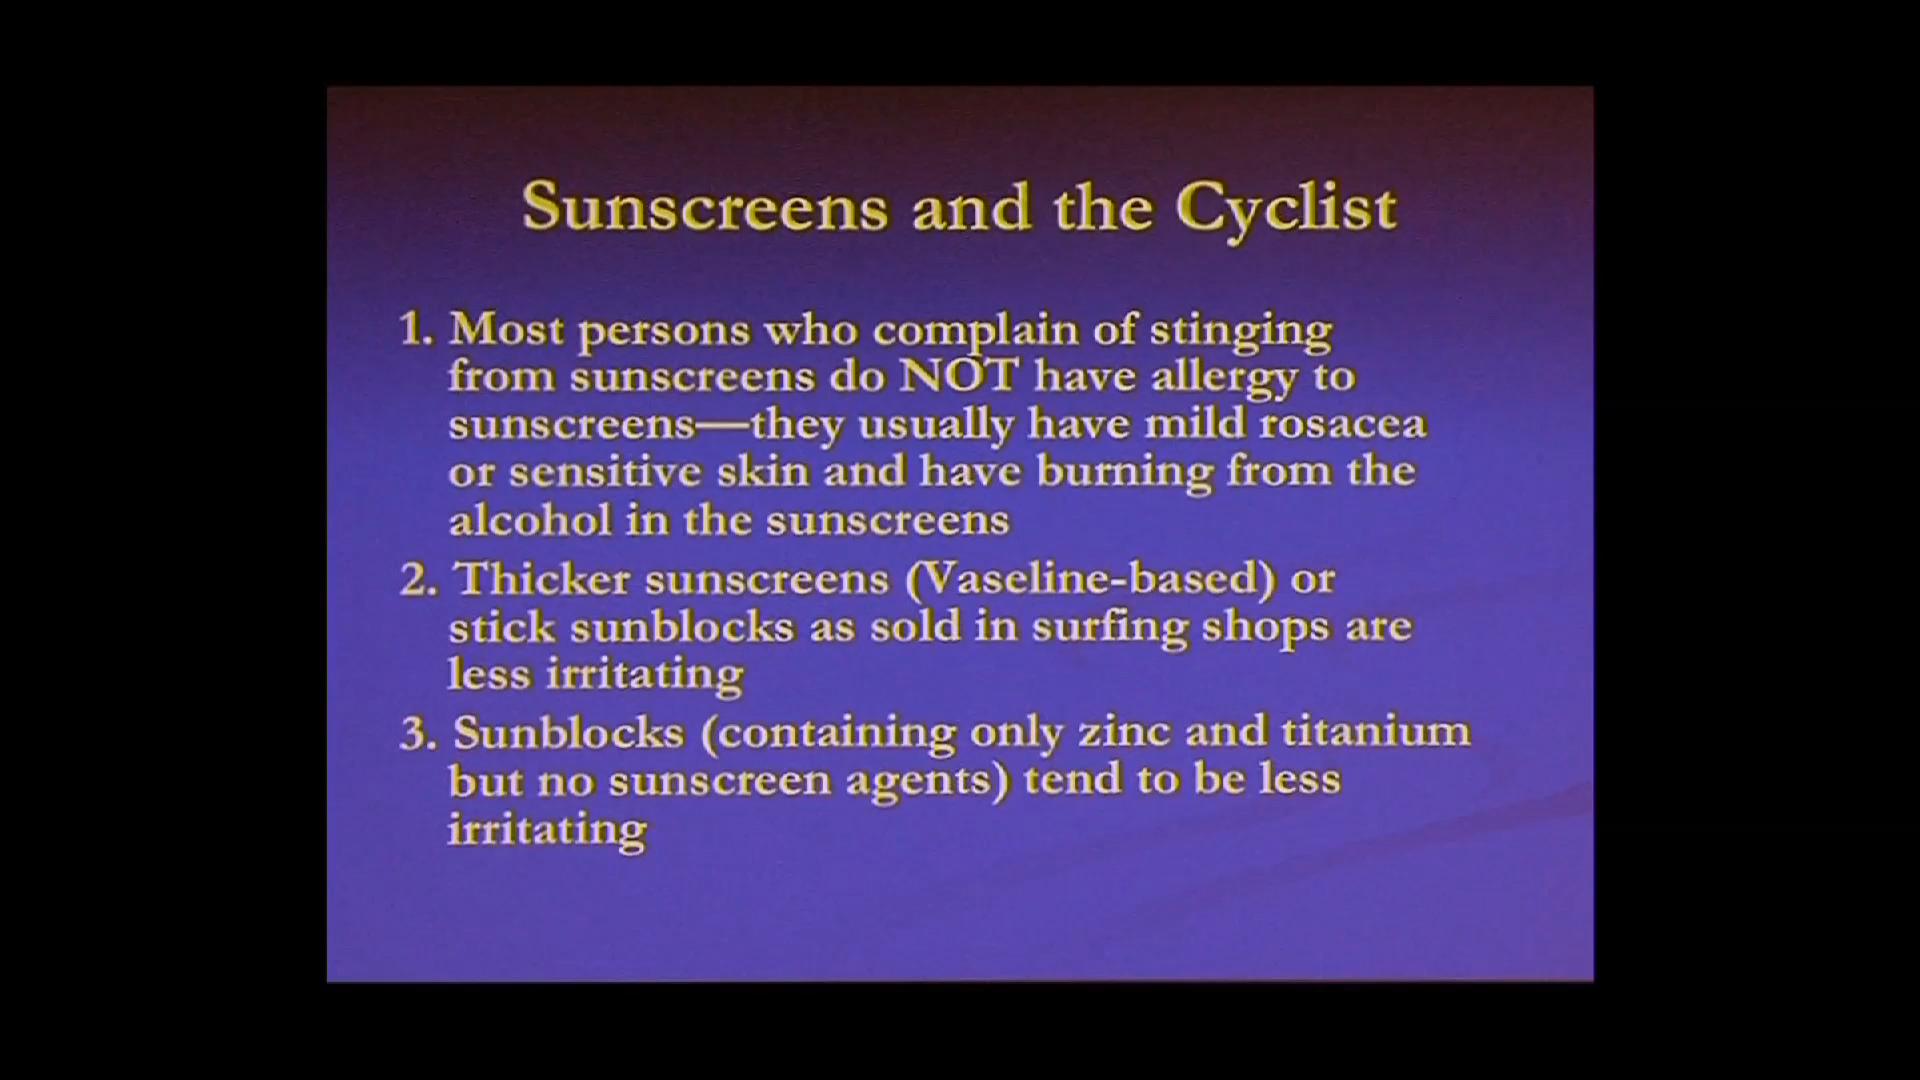 Sunscreens and the Cyclist
1. Most persons who complain of stinging
from sunscreens do NOT have allergy to
sunscreens—they usually have mild rosacea
or sensitive skin and have burning from the
alcohol in the sunscreens
2. Thicker sunscreens (Vaseline-based) or
stick sunblocks as sold in surfing shops are
less irritating
3. Sunblocks (containing only zinc and titanium
but no sunscreen agents) tend to be less
irritating